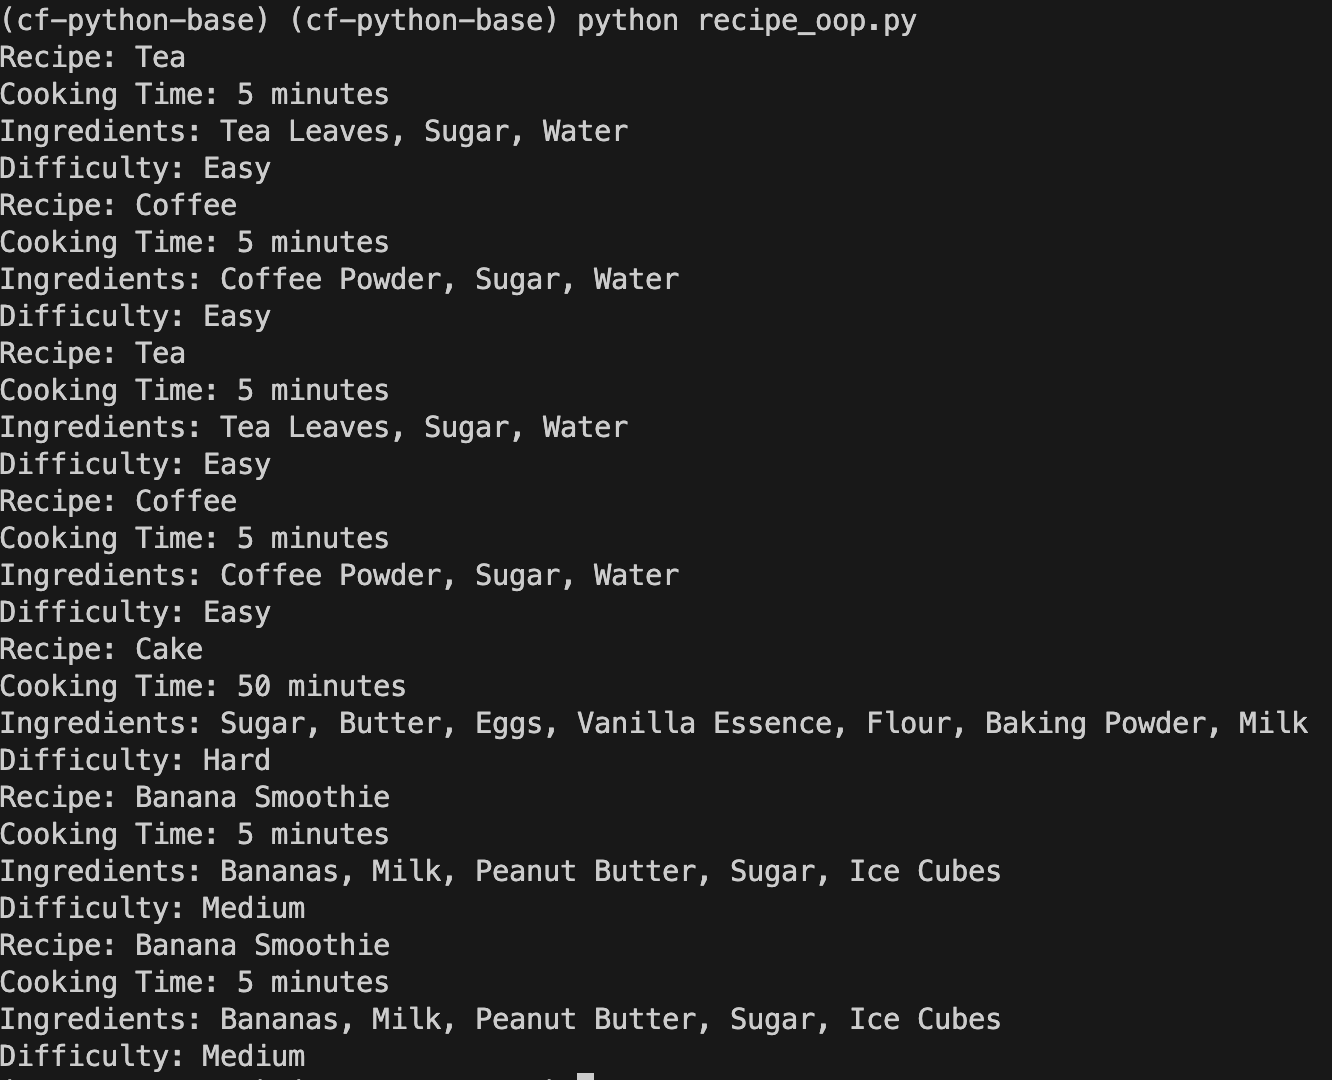 (cf-python-base) (cf-python-base) python recipe_oop.py
Recipe: Tea
Cooking Time: 5 minutes
Ingredients: Tea Leaves, Sugar, Water
Difficulty: Easy
Recipe: Coffee
Cooking Time: 5 minutes
Ingredients: Coffee Powder, Sugar, Water
Difficulty: Easy
Recipe: Tea
Cooking Time: 5 minutes
Ingredients: Tea Leaves, Sugar, Water
Difficulty: Easy
Recipe: Coffee
Cooking Time: 5 minutes
Ingredients: Coffee Powder, Sugar, Water
Difficulty: Easy
Recipe: Cake
Cooking Time: 50 minutes
Ingredients: Sugar, Butter, Eggs, Vanilla Essence, Flour, Baking Powder, Milk
Difficulty: Hard
Recipe: Banana Smoothie
Cooking Time: 5 minutes
Ingredients: Bananas, Milk, Peanut Butter, Sugar, Ice Cubes
Difficulty: Medium
Recipe: Banana Smoothie
Cooking Time: 5 minutes
Ingredients: Bananas, Milk, Peanut Butter, Sugar, Ice Cubes
Difficulty: Medium